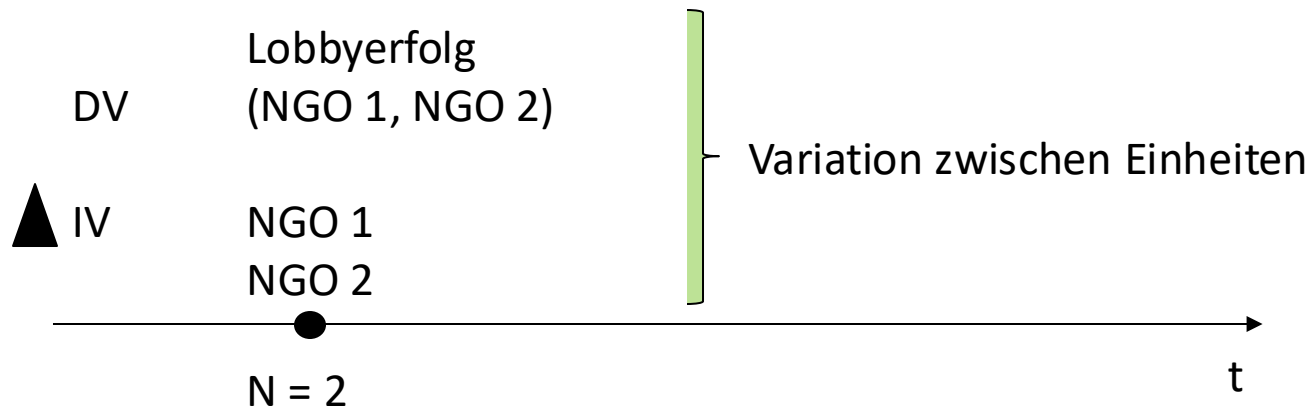 Lobbyerfolg
DV (NGO 1, NGO 2)
Variation zwischen Einheiten
IV NGO 1
NGO 2
t
N = 2